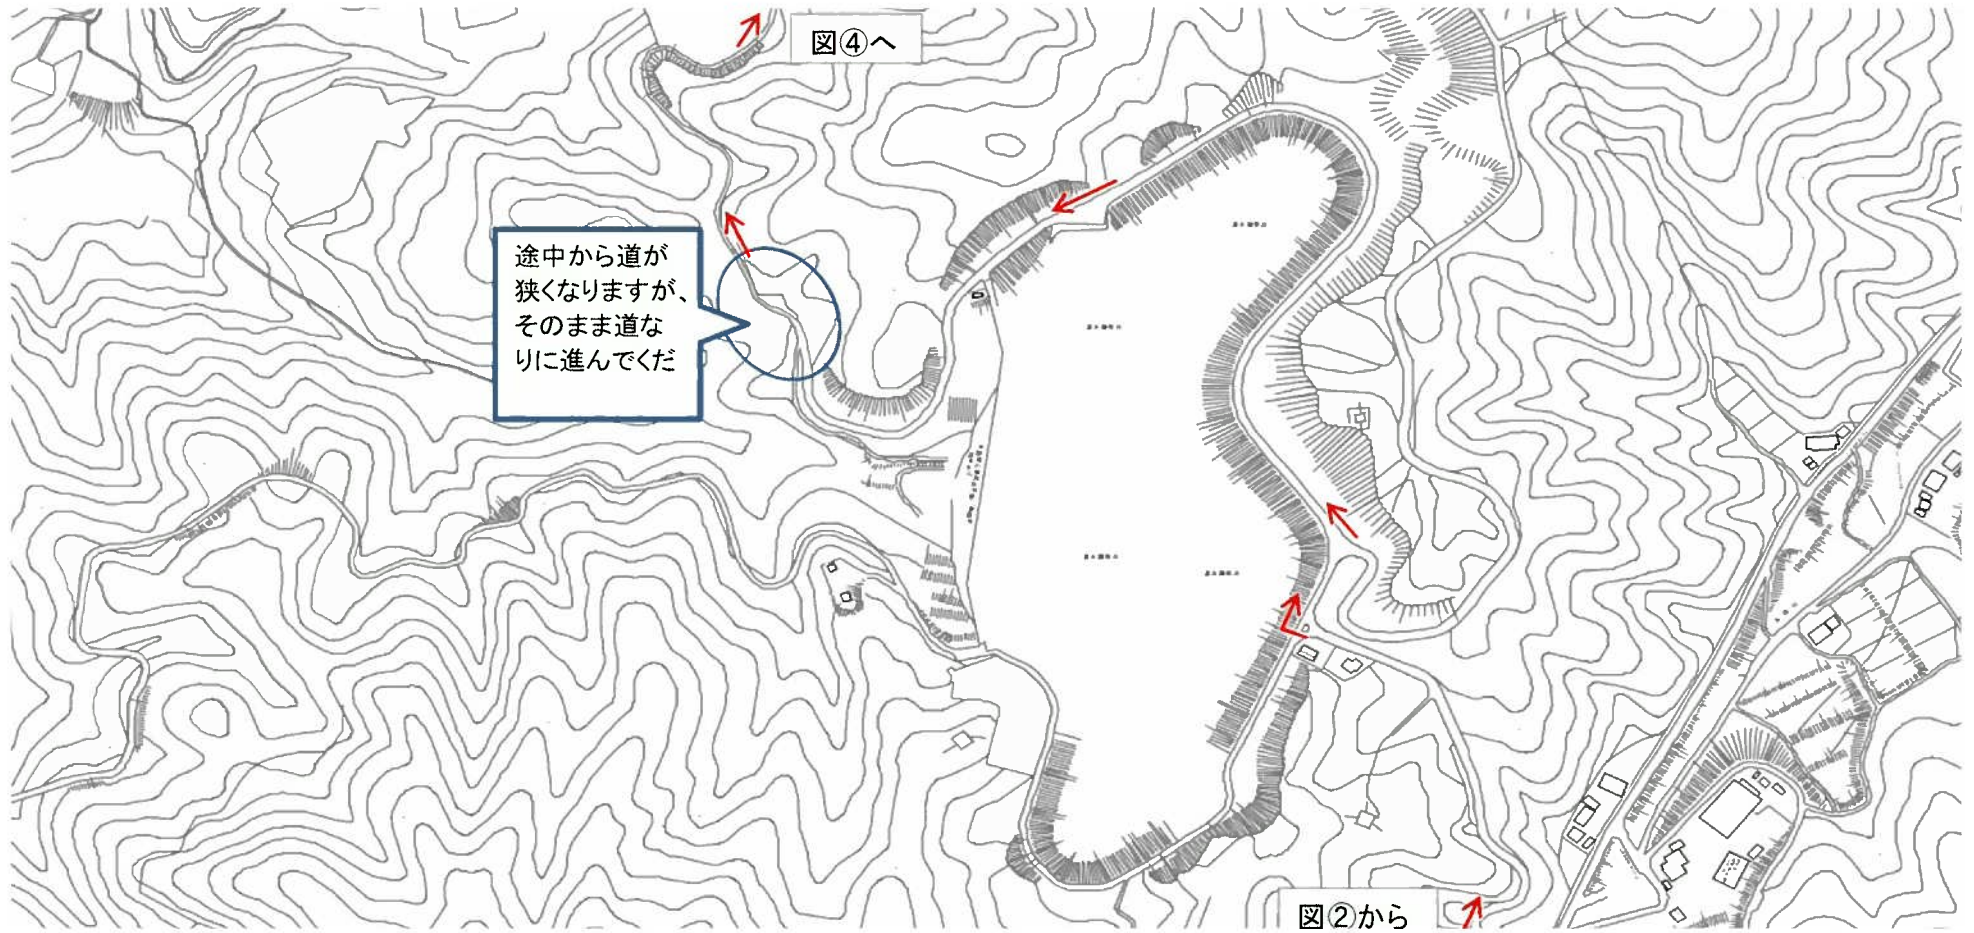 図④へ
途中から道が
狭くなりますが、
そのまま道な
りに進んでくだ
図②から